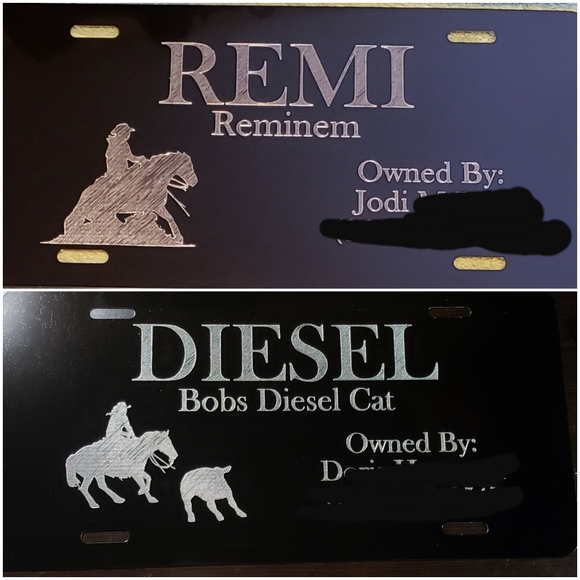 REMI
Reminem
Owned By:
Jodi
DIESEL
Bobs Diesel Cat
Owned By: